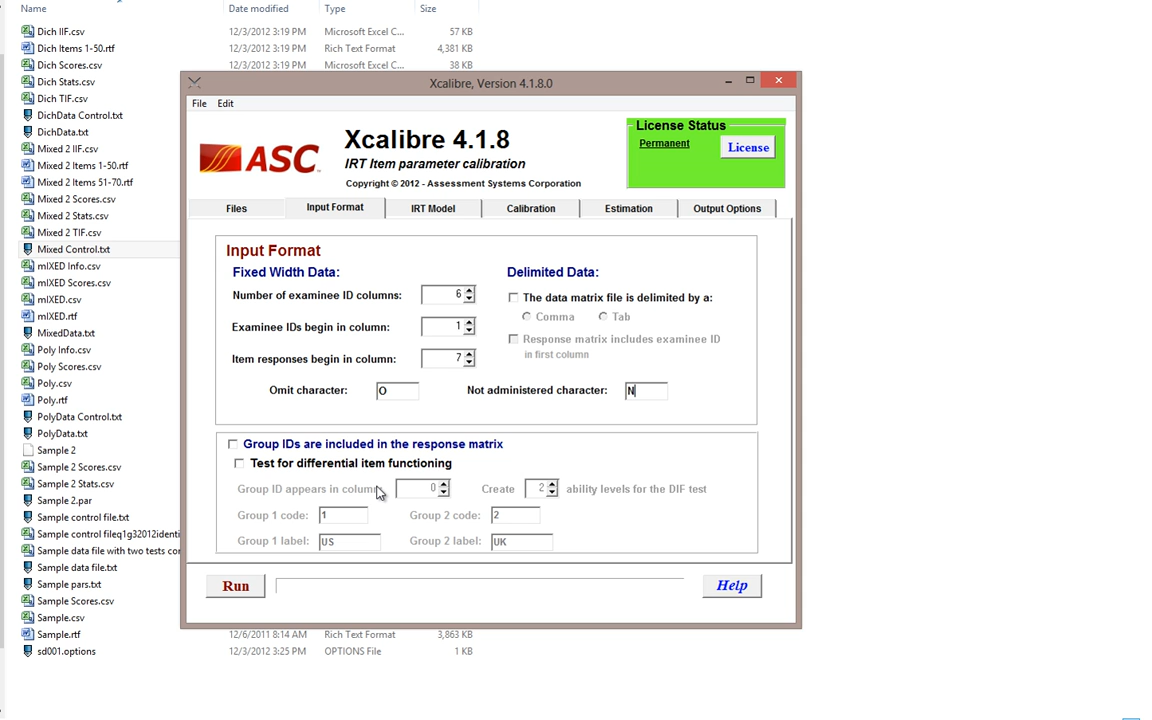 Name Date modified Type Size
Dich IIF.csv 12/3/2012 3:19 PM Microsoft Excel C... 57 KB
Dich Items 1-50.rtf 12/3/2012 3:19 PM Rich Text Format 4,381 KB
Dich Scores.csv 12/3/2012 3:19 PM Microsoft Excel C... 38 KB
Dich Stats.csv
Dich TIF.csv
DichData Control.txt
DichData.txt
Mixed 2 IIF.csv
Mixed 2 Items 1-50.rtf
Mixed 2 Items 51-70.rtf
Mixed 2 Scores.csv
Mixed 2 Stats.csv
Mixed 2 TIF.csv
Mixed Control.txt
mIXED Info.csv
mIXED Scores.csv
mIXED.csv
mIXED.rtf
MixedData.txt
Poly Info.csv
Poly Scores.csv
Poly.csv
Poly.rtf
PolyData Control.txt
PolyData.txt
Sample 2
Sample 2 Scores.csv
Sample 2 Stats.csv
Sample 2.par
Sample control file.txt
Sample control fileq1g32012identi
Sample data file with two tests co
Sample data file.txt
Sample pars.txt
Sample Scores.csv
Sample.csv
Sample.rtf 12/6/2011 8:14 AM Rich Text Format 3,863 KB
sd001.options 12/3/2012 3:25 PM OPTIONS File 1 KB
Xcalibre, Version 4.1.8.0
File Edit
ASC
Xcalibre 4.1.8
IRT Item parameter calibration
Copyright © 2012 - Assessment Systems Corporation
License Status
Permanent
License
Files Input Format IRT Model Calibration Estimation Output Options
Input Format
Fixed Width Data: Delimited Data:
Number of examinee ID columns: 6 The data matrix file is delimited by a:
Comma Tab
Examinee IDs begin in column: 1
Response matrix includes examinee ID
in first column
Item responses begin in column: 7
Omit character: O Not administered character: N
Group IDs are included in the response matrix
Test for differential item functioning
Group ID appears in column 0 Create 2 ability levels for the DIF test
Group 1 code: 1 Group 2 code: 2
Group 1 label: US Group 2 label: UK
Run Help